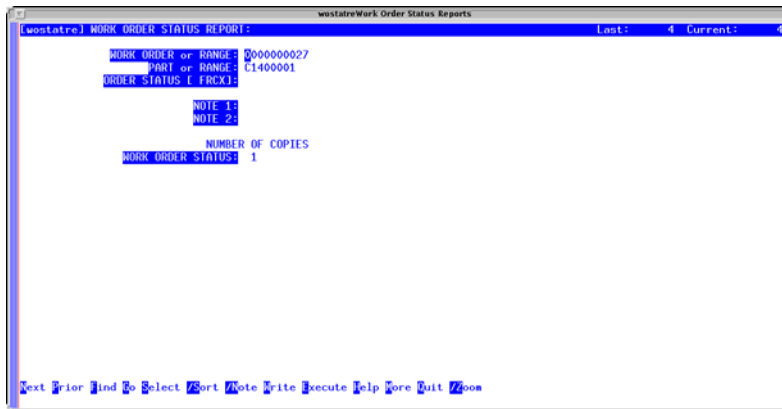 wostatreWork Order Status Reports
[wostatre] WORK ORDER STATUS REPORT: Last: 4 Current: 4
WORK ORDER or RANGE: 0000000027
PART or RANGE: C1400001
ORDER STATUS [ FRCX]:
NOTE 1:
NOTE 2:
NUMBER OF COPIES
WORK ORDER STATUS: 1
Next Prior Find Go Select /Sort /Note Write Execute Help More Quit /Zoom